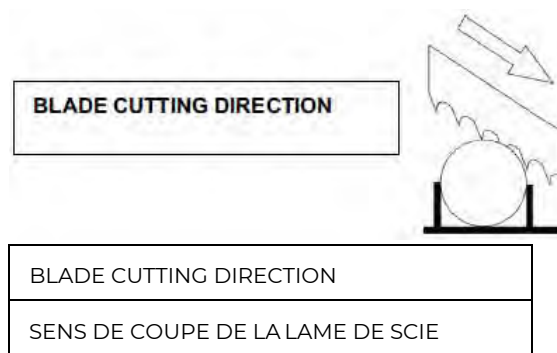 BLADE CUTTING DIRECTION
BLADE CUTTING DIRECTION
SENS DE COUPE DE LA LAME DE SCIE